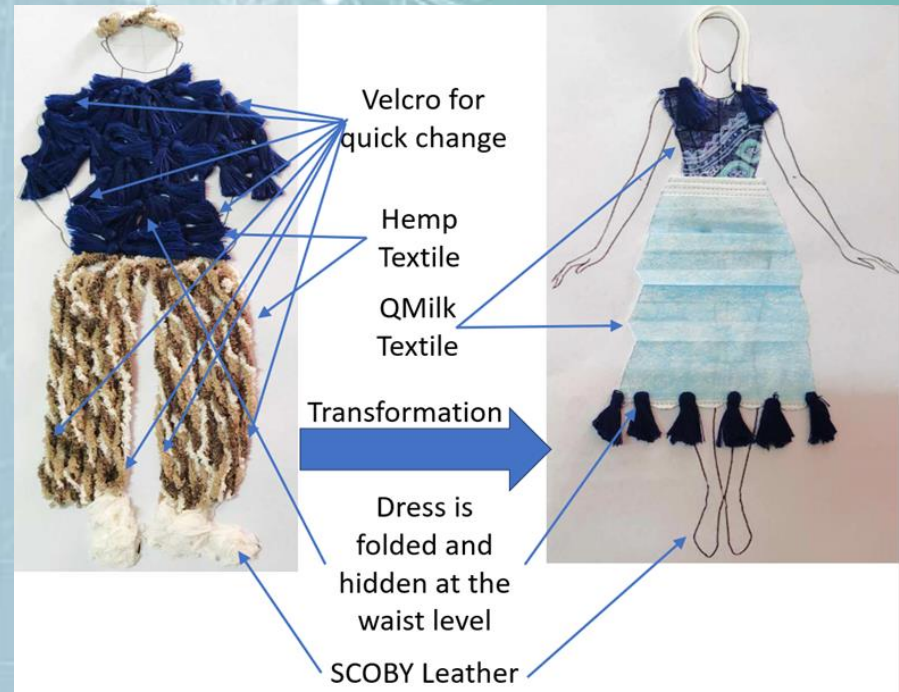 Velcro for
quick change
Hemp
Textile
QMilk
Textile
Transformation
Dress is
folded and
hidden at the
waist level
SCOBY Leather